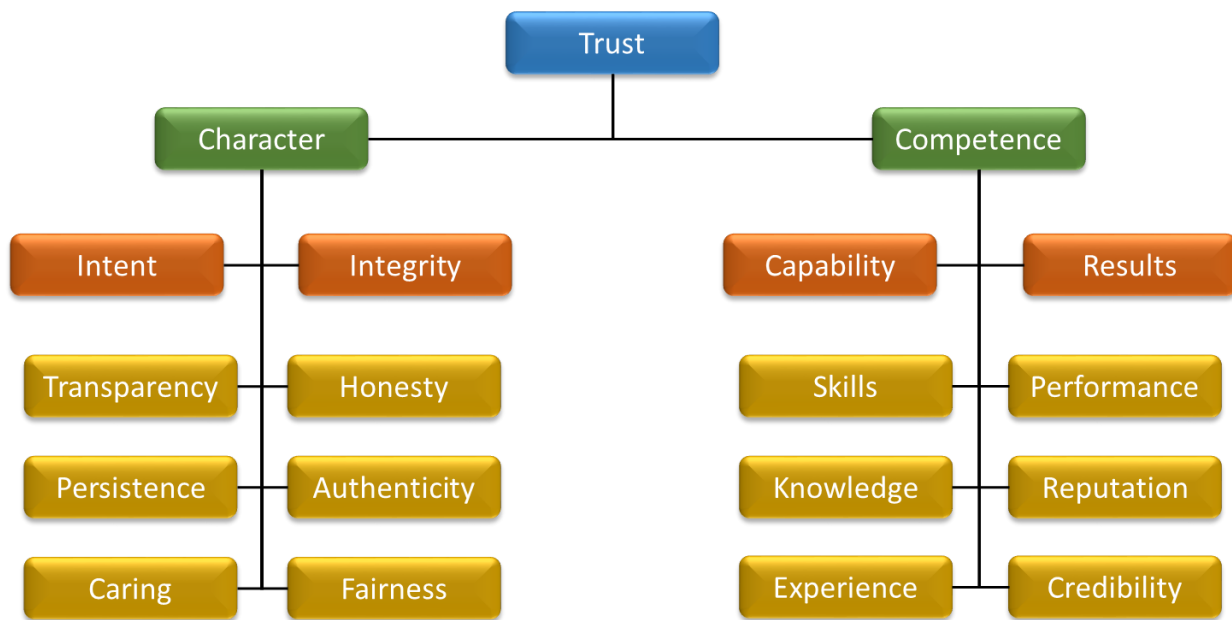 Trust
Character
Competence
Intent
Integrity
Capability
Results
Transparency
Honesty
Skills
Performance
Persistence
Authenticity
Knowledge
Reputation
Caring
Fairness
Experience
Credibility